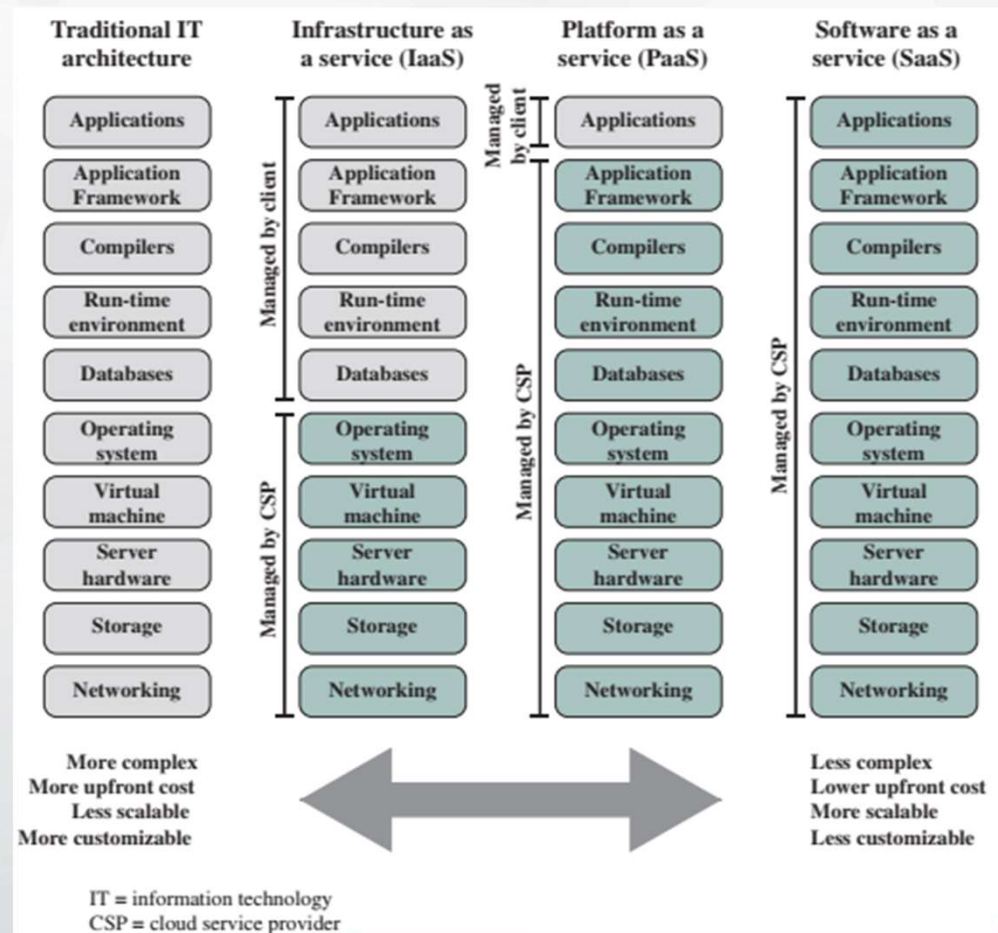 Traditional IT
architecture
Applications
Application
Framework
Compilers
Run-time
environment
Databases
Operating
system
Virtual
machine
Server
hardware
Storage
Networking
Infrastructure as
a service (IaaS)
Managed by client
Managed by CSP
Applications
Application
Framework
Compilers
Run-time
environment
Databases
Operating
system
Virtual
machine
Server
hardware
Storage
Networking
Platform as a
service (PaaS)
Managed
by client
Managed by CSP
Applications
Application
Framework
Compilers
Run-time
environment
Databases
Operating
system
Virtual
machine
Server
hardware
Storage
Networking
Software as a
service (SaaS)
Managed by CSP
Applications
Application
Framework
Compilers
Run-time
environment
Databases
Operating
system
Virtual
machine
Server
hardware
Storage
Networking
More complex
More upfront cost
Less scalable
More customizable
Less complex
Lower upfront cost
More scalable
Less customizable
IT = information technology
CSP = cloud service provider